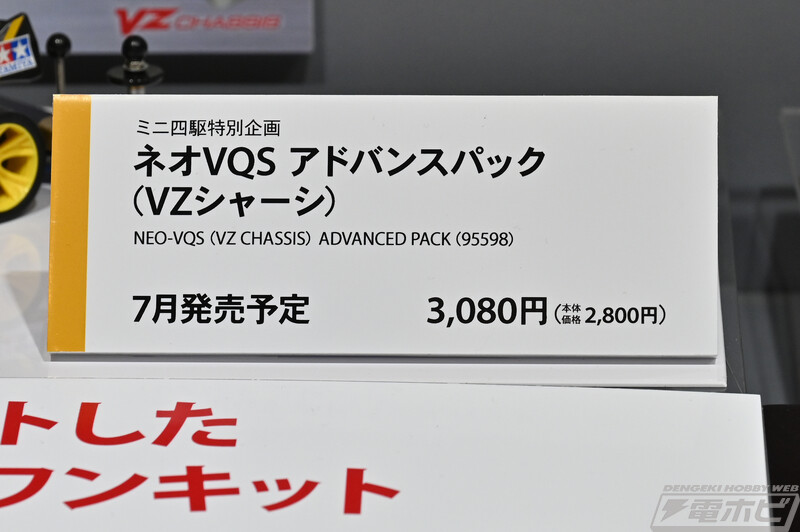 VZ CHASSIS
TAMIYA
ミニ四駆特別企画
ネオVQS アドバンスパック
(VZシャーシ)
NEO-VQS (VZ CHASSIS) ADVANCED PACK (95598)
7月発売予定
3,080円(本体価格 2,800円)
トした
フンキット
DENGEKI HOBBY WEB
電ホビ